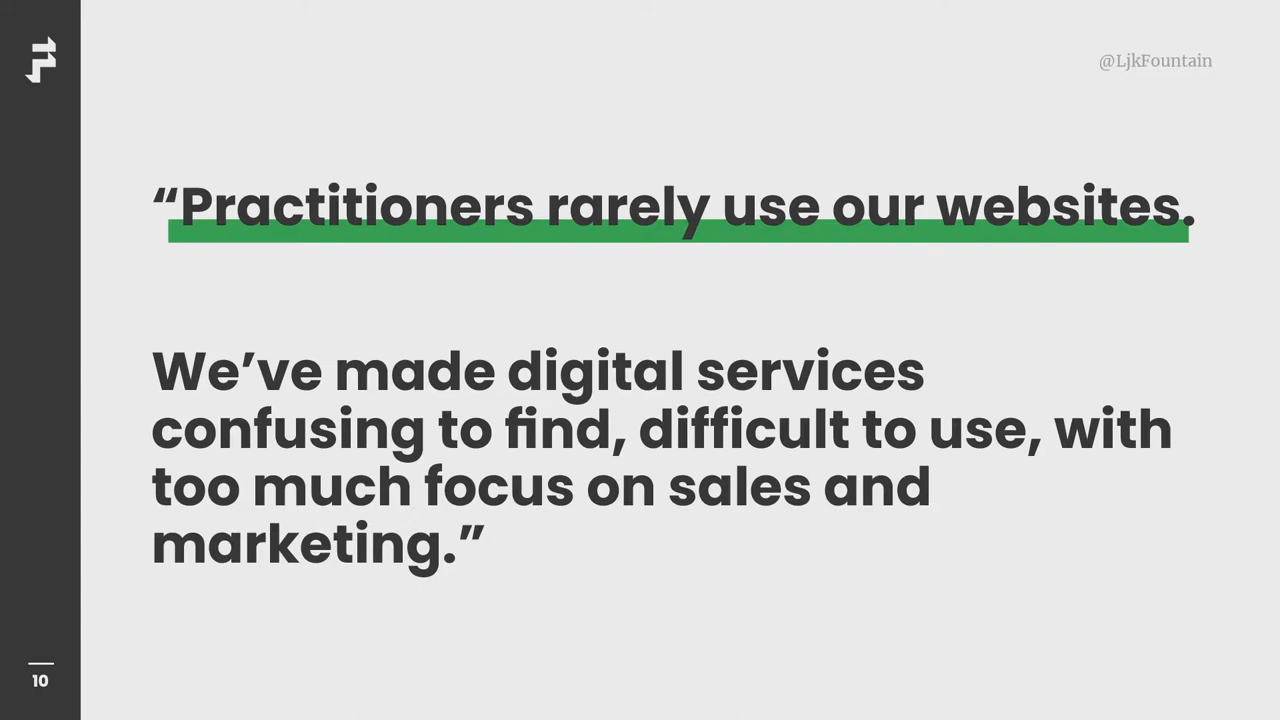 @LjkFountain
“Practitioners rarely use our websites.
We’ve made digital services
confusing to find, difficult to use, with
too much focus on sales and
marketing.”
10